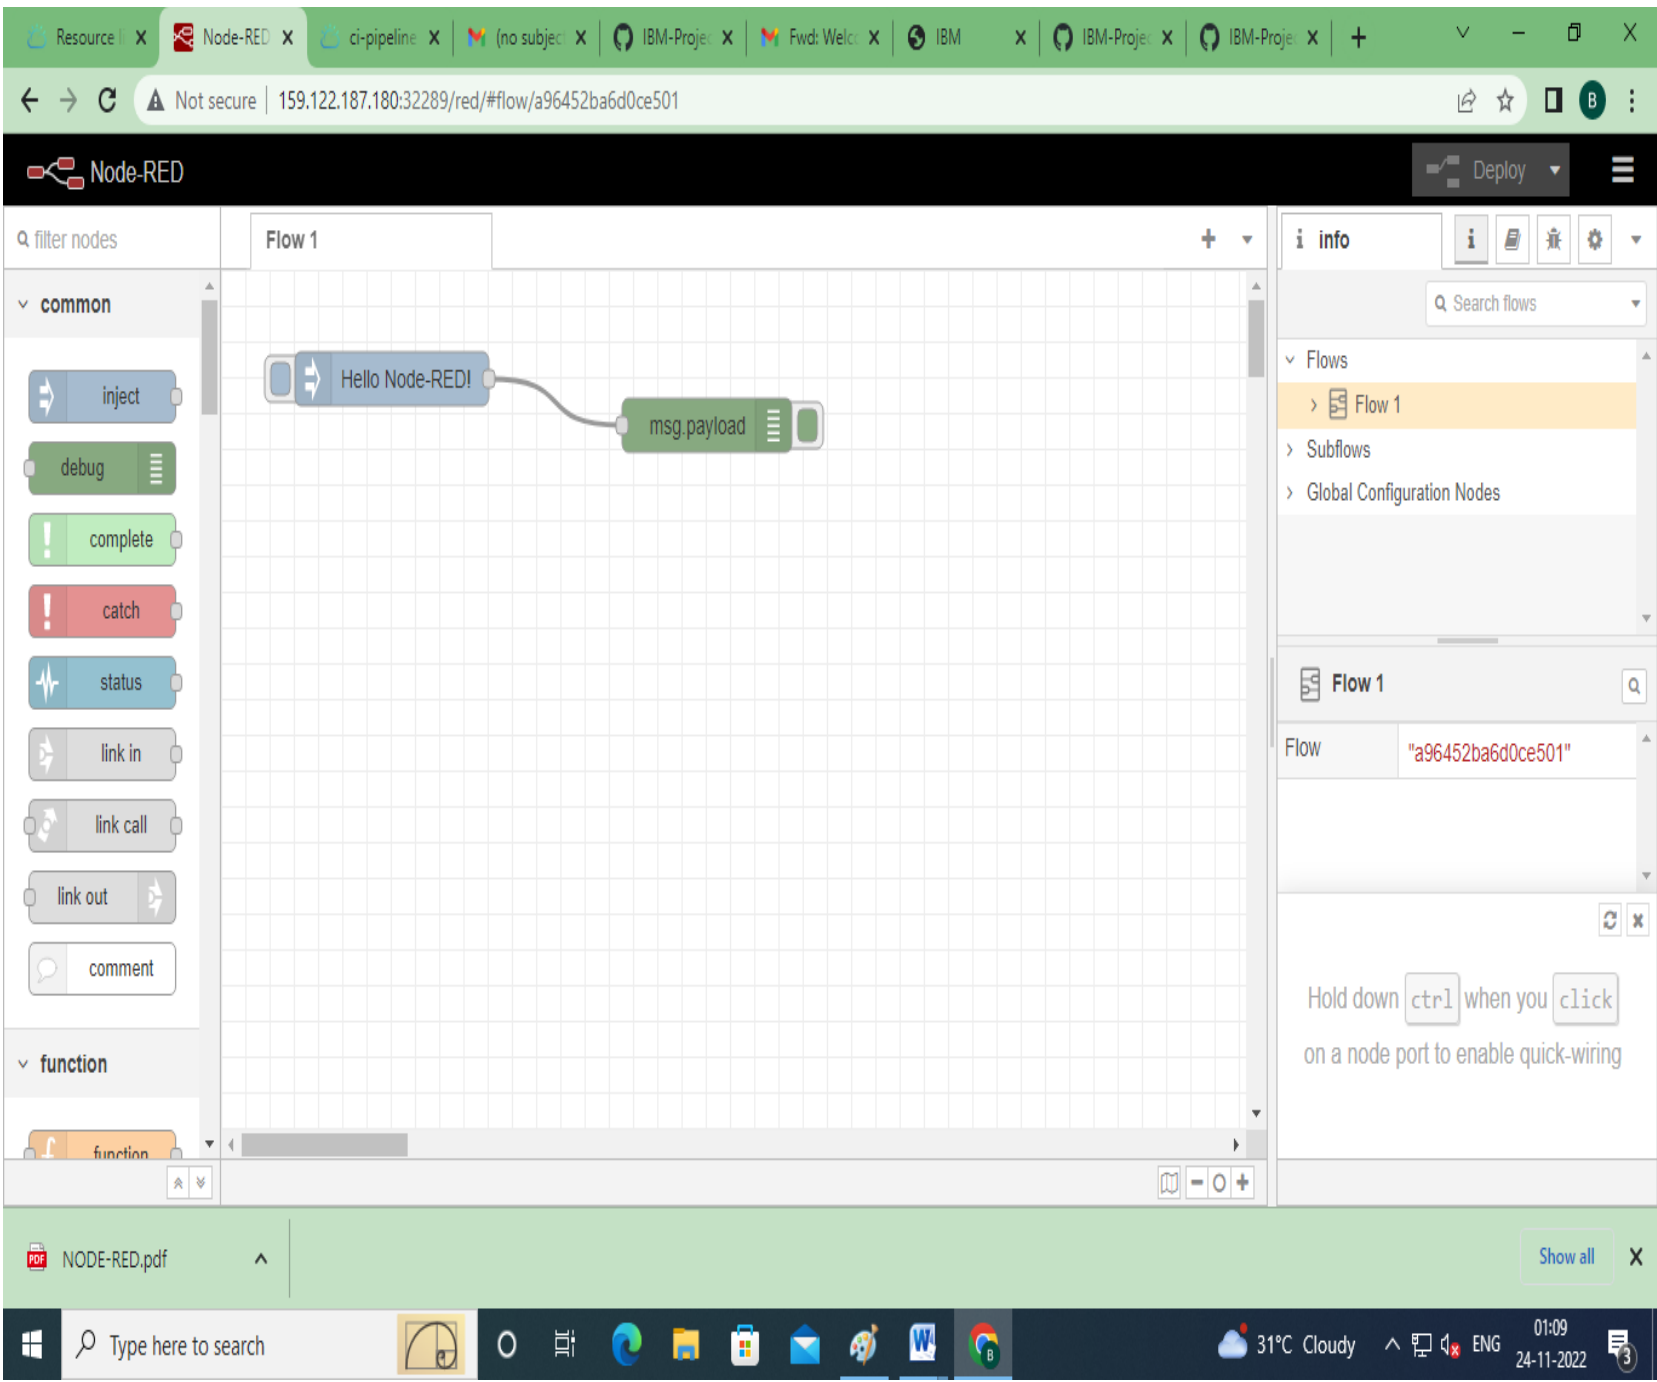 Resource l
Node-RED
ci-pipeline
(no subject
IBM-Projec
Fwd: Welcc
IBM
IBM-Projec
IBM-Projec
Not secure | 159.122.187.180:32289/red/#flow/a96452ba6d0ce501
B
Node-RED
Deploy
filter nodes
Flow 1
i info
i
common
Search flows
Hello Node-RED!
msg.payload
inject
debug
complete
catch
status
link in
link call
link out
comment
function
function
Flows
Flow 1
Subflows
Global Configuration Nodes
Flow 1
Flow "a96452ba6d0ce501"
Hold down ctrl when you click
on a node port to enable quick-wiring
PDF NODE-RED.pdf
Show all
Type here to search
W
B
31°C Cloudy
ENG
01:09
24-11-2022
3